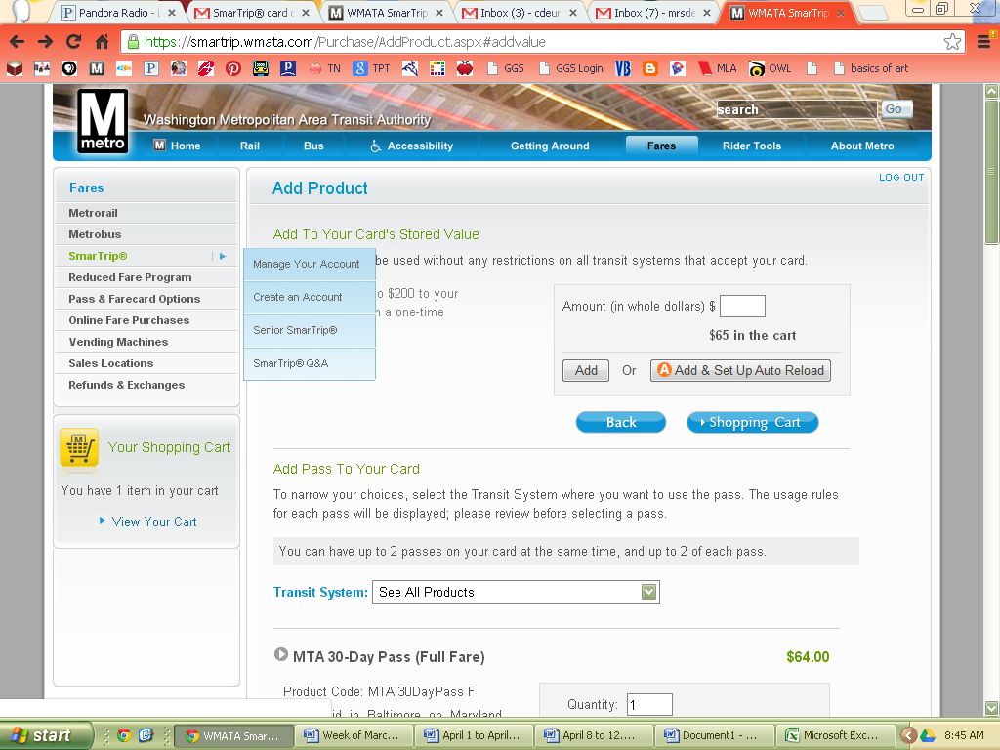 Pandora Radio - L
SmarTrip® card c
WMATA SmarTrip
Inbox (3) - cdeur
Inbox (7) - mrsde
WMATA SmarTrip
https://smartrip.wmata.com/Purchase/AddProduct.aspx#addvalue
TN
TPT
GGS
GGS Login
MLA
OWL
basics of art
M
metro
Washington Metropolitan Area Transit Authority
search
Go
Home
Rail
Bus
Accessibility
Getting Around
Fares
Rider Tools
About Metro
Fares
Metrorail
Metrobus
SmarTrip®
Reduced Fare Program
Pass & Farecard Options
Online Fare Purchases
Vending Machines
Sales Locations
Refunds & Exchanges
Manage Your Account
Create an Account
Senior SmarTrip®
SmarTrip® Q&A
Your Shopping Cart
You have 1 item in your cart
View Your Cart
LOG OUT
Add Product
Add To Your Card's Stored Value
be used without any restrictions on all transit systems that accept your card.
o $200 to your
a one-time
Amount (in whole dollars) $
$65 in the cart
Add
Or
Add & Set Up Auto Reload
Back
Shopping Cart
Add Pass To Your Card
To narrow your choices, select the Transit System where you want to use the pass. The usage rules
for each pass will be displayed; please review before selecting a pass.
You can have up to 2 passes on your card at the same time, and up to 2 of each pass.
Transit System:
See All Products
MTA 30-Day Pass (Full Fare)
$64.00
Product Code: MTA 30DayPass F
id in Baltimore on Maryland
Quantity:
1
start
WMATA Smar...
Week of Marc...
April 1 to April...
April 8 to 12....
Document1 - ...
Microsoft Exc...
8:45 AM